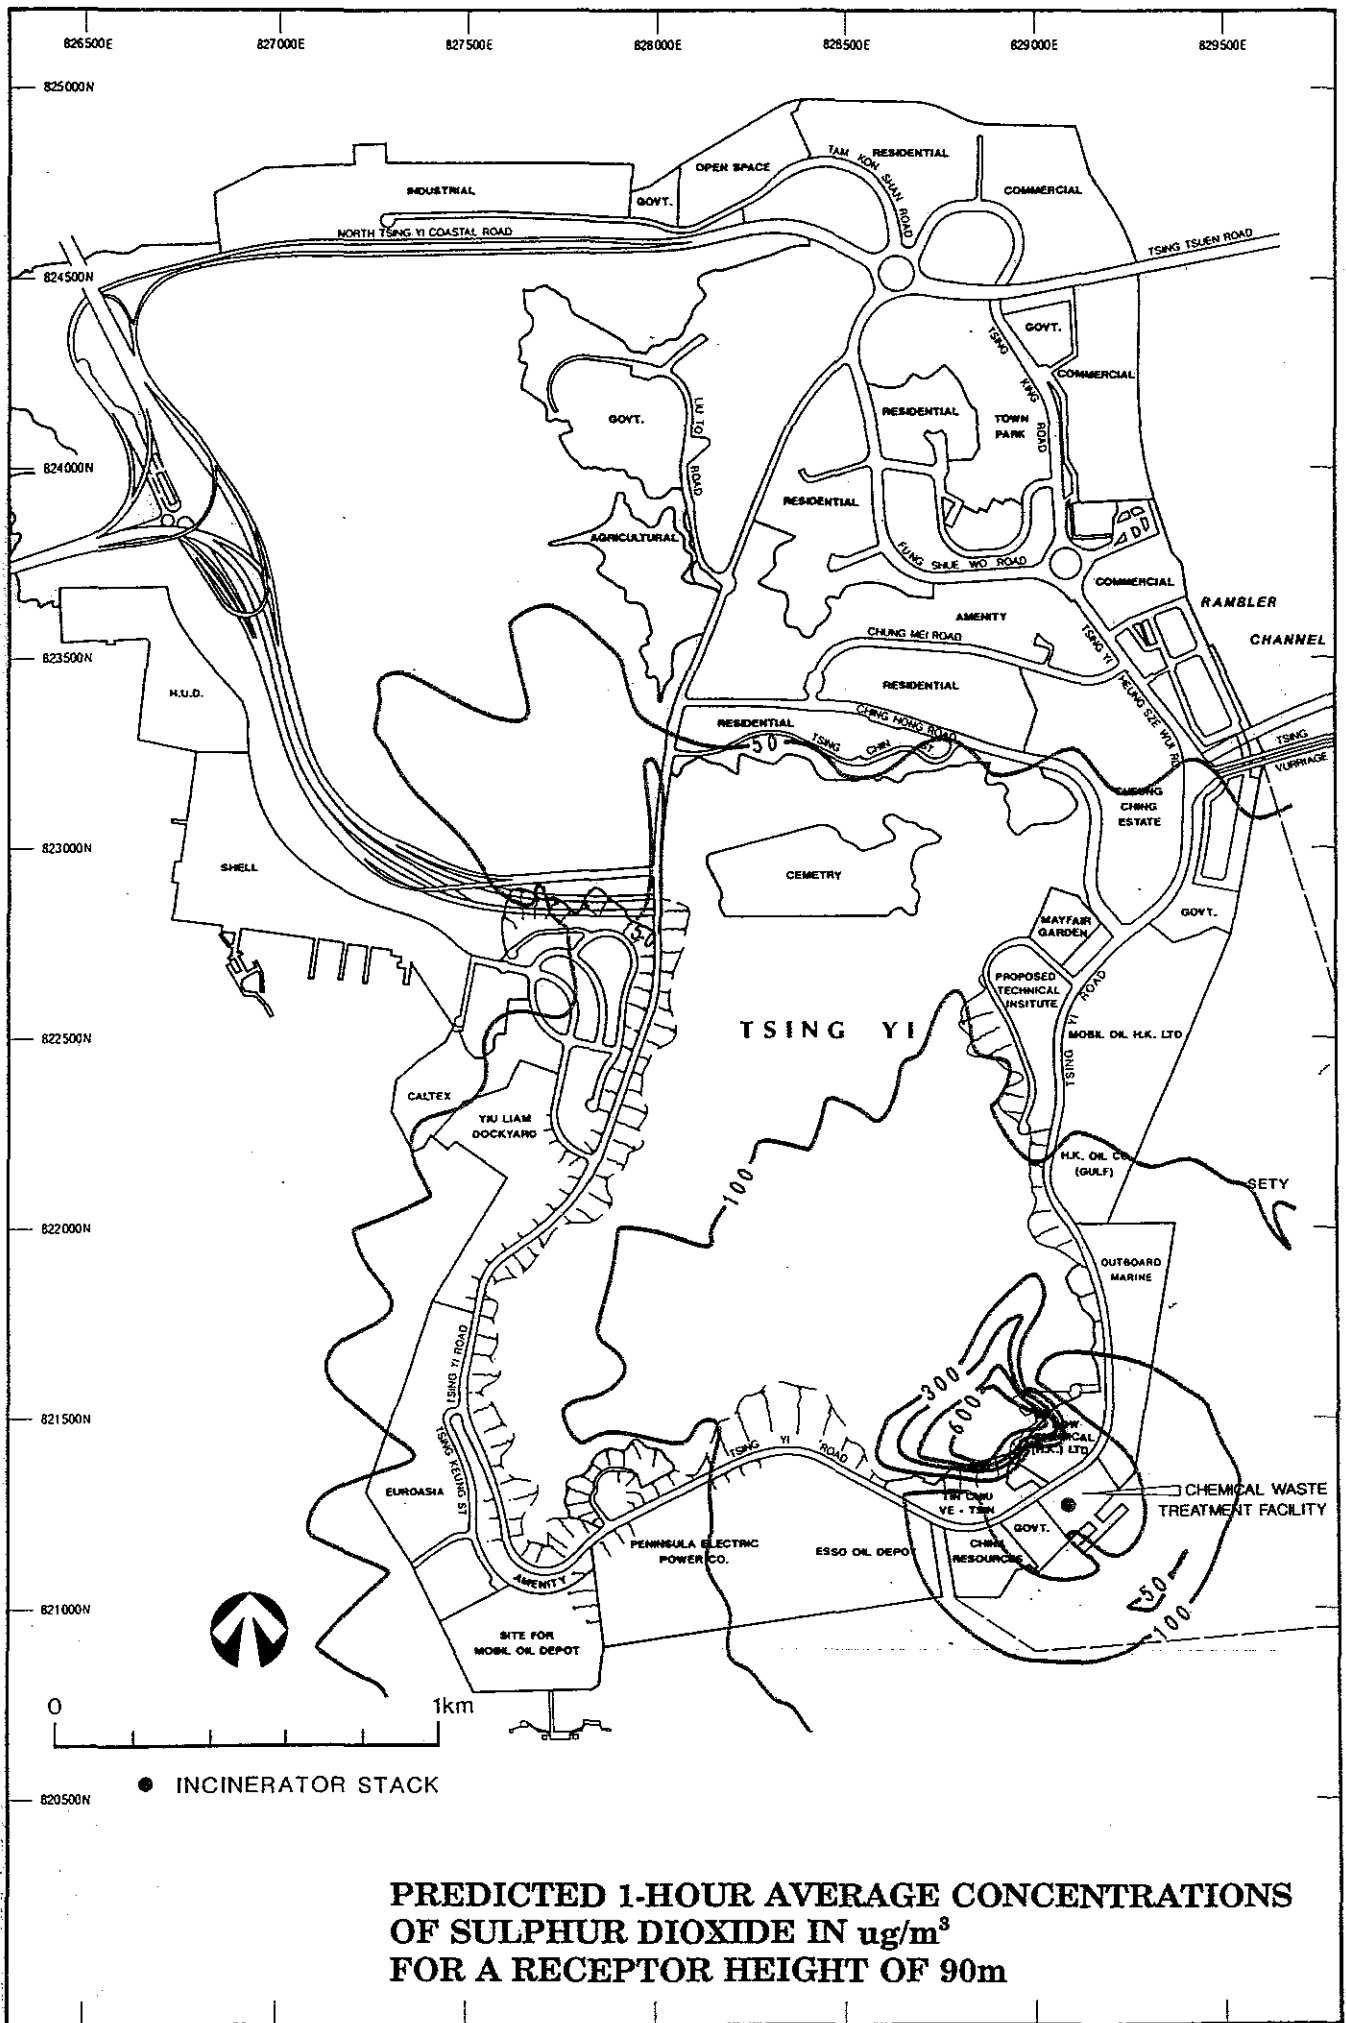 826500E
827000E
827500E
828000E
828500E
829000E
829500E
825000N
824500N
824000N
823500N
823000N
822500N
822000N
821500N
821000N
820500N
INDUSTRIAL
GOVT.
OPEN SPACE
TAM KON SHAN ROAD
RESIDENTIAL
COMMERCIAL
NORTH TSING YI COASTAL ROAD
TSING TSUEN ROAD
GOVT.
COMMERCIAL
TSING KING ROAD
GOVT.
LIU TO ROAD
RESIDENTIAL
TOWN
PARK
RESIDENTIAL
AGRICULTURAL
FUNG SHUE WO ROAD
COMMERCIAL
RAMBLER
CHANNEL
AMENITY
CHUNG MEI ROAD
TSING YI HEUNG SZE WUI RD
RESIDENTIAL
H.U.D.
RESIDENTIAL
CHING HONG ROAD
TSING CHIN ST.
50
TSING
CHING
ESTATE
SHELL
CEMETRY
MAYFAIR
GARDEN
GOVT.
50
PROPOSED
TECHNICAL
INSITUTE
TSING YI ROAD
TSING YI
MOBIL OIL H.K. LTD
CALTEX
YIU LIAM
DOCKYARD
100
H.K. OIL CO
(GULF)
SETY
OUTBOARD
MARINE
TSING YI ROAD
300
600
TSING KEUNG ST
TSING YI ROAD
(H.K.) LTD
EUROASIA
YE - TSIN
CHEMICAL WASTE
TREATMENT FACILITY
GOVT.
PENINSULA ELECTRIC
POWER CO.
ESSO OIL DEPOT
CHINA
RESOURCES
AMENITY
50
100
SITE FOR
MOBIL OIL DEPOT
0 1km
INCINERATOR STACK
PREDICTED 1-HOUR AVERAGE CONCENTRATIONS
OF SULPHUR DIOXIDE IN ug/m³
FOR A RECEPTOR HEIGHT OF 90m